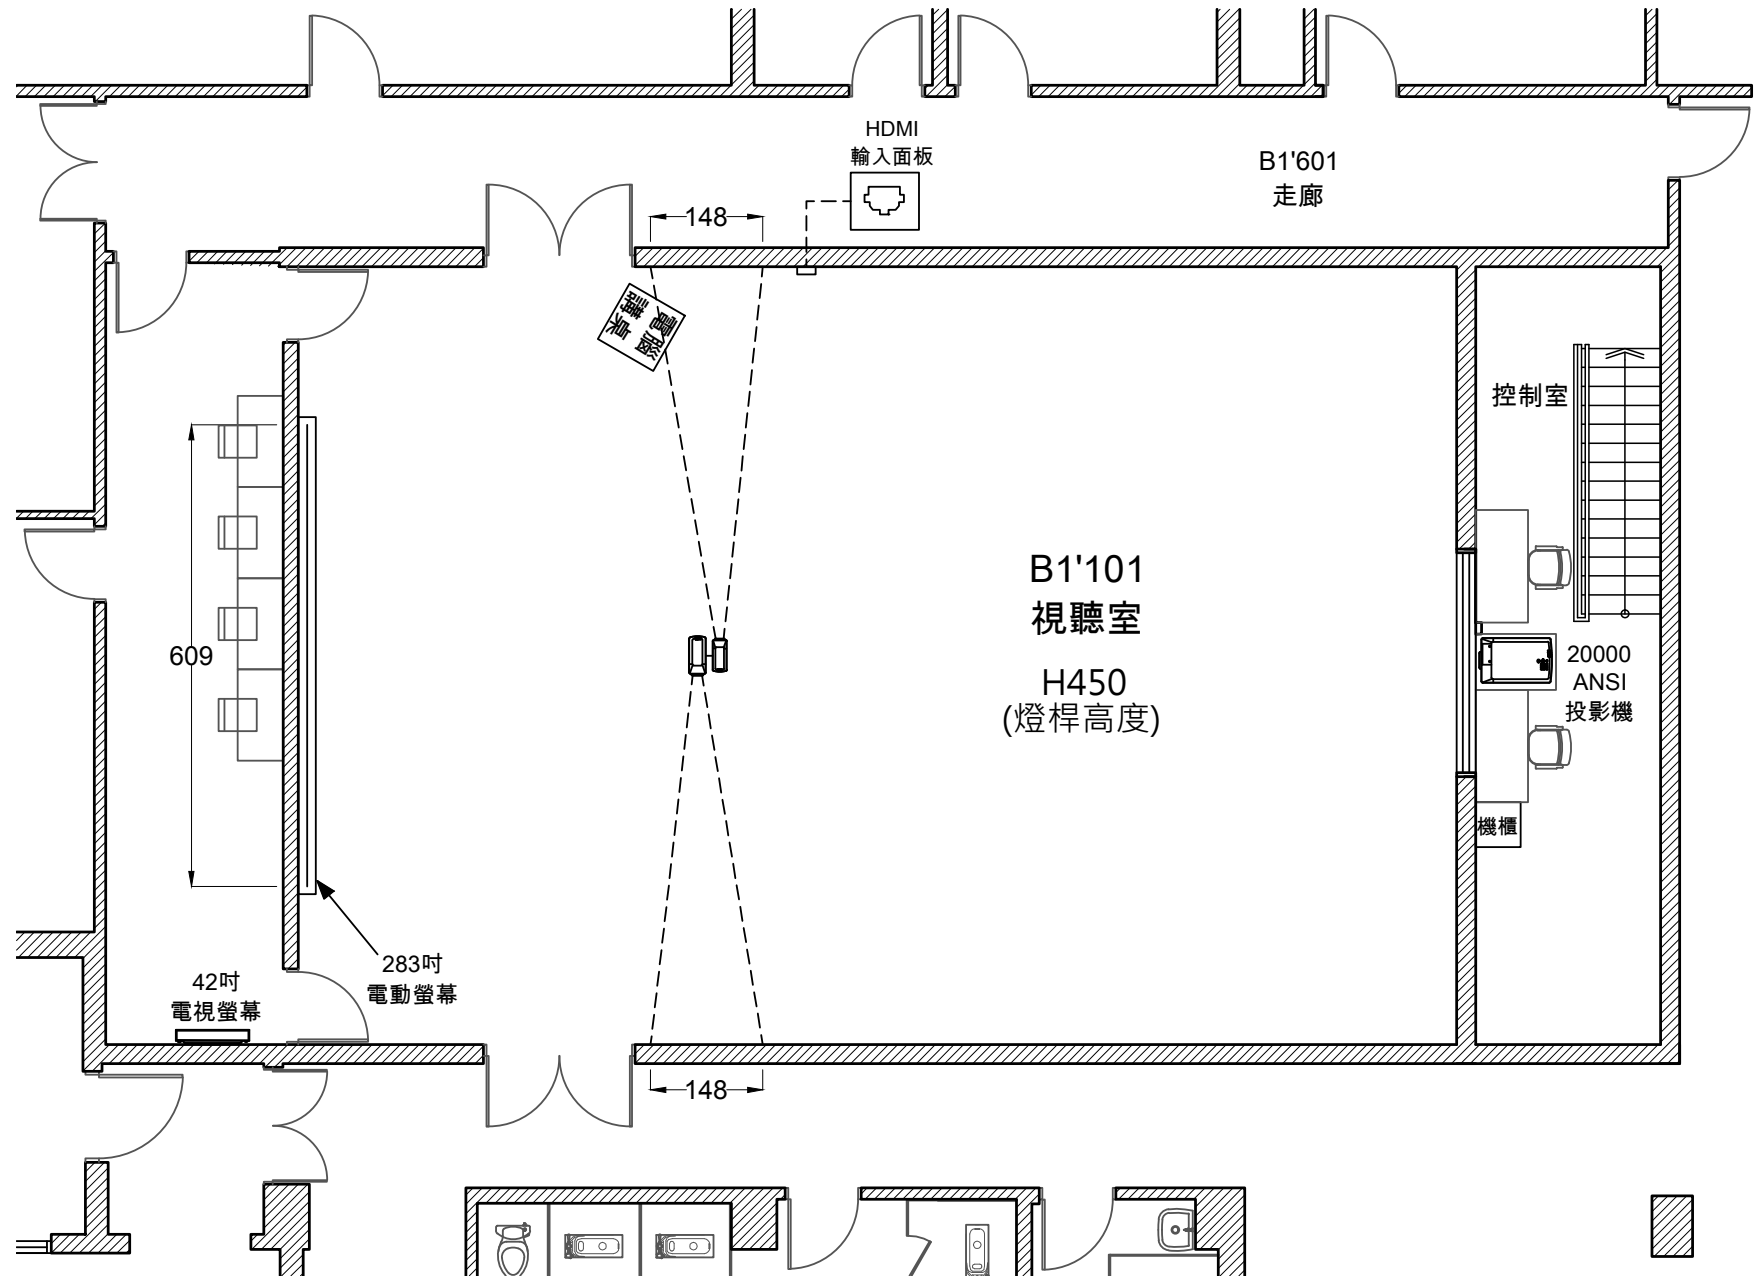 HDMI
輸入面板
B1'601
走廊
148
電腦
講桌
控制室
B1'101
視聽室
H450
(燈桿高度)
609
20000
ANSI
投影機
機櫃
283吋
電動螢幕
42吋
電視螢幕
148